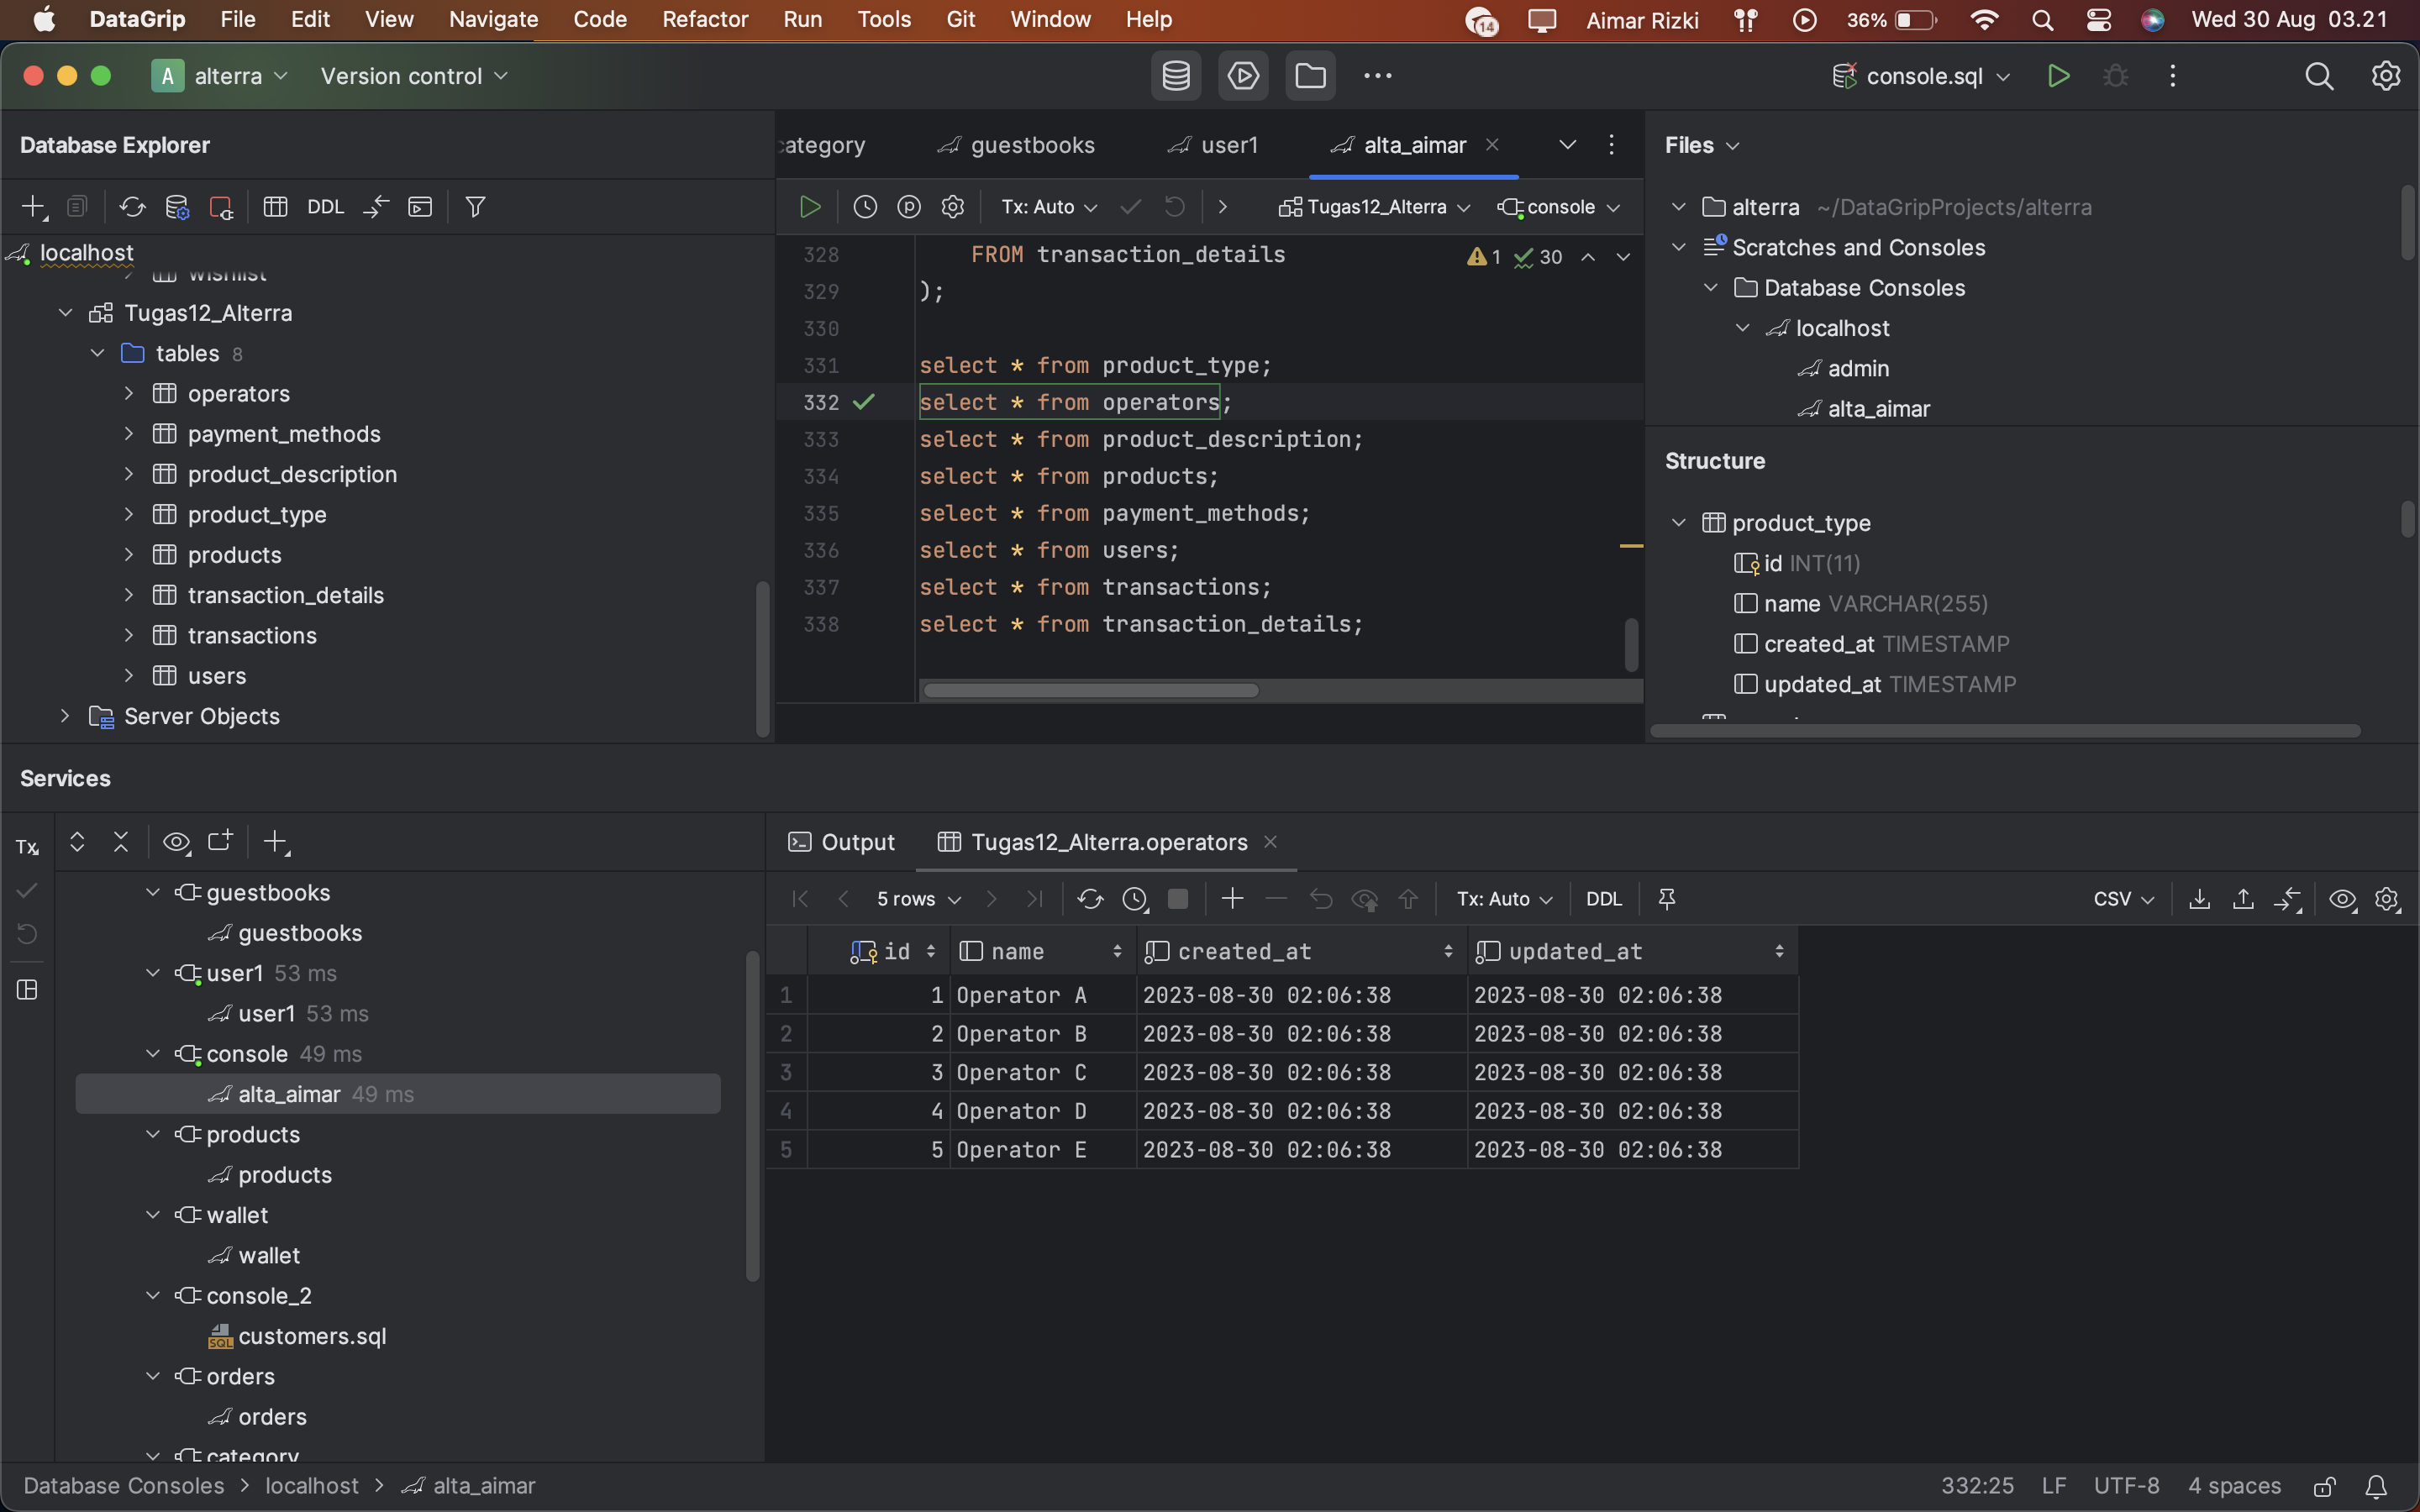 DataGrip File Edit View Navigate Code Refactor Run Tools Git Window Help 14 Aimar Rizki 36% Wed 30 Aug 03.21
A alterra Version control console.sql
Database Explorer
DDL
localhost
wishlist
Tugas12_Alterra
tables 8
operators
payment_methods
product_description
product_type
products
transaction_details
transactions
users
Server Objects
category guestbooks user1 alta_aimar
Tx: Auto Tugas12_Alterra console
328 FROM transaction_details
1 30
329 );
330
331 select * from product_type;
332 select * from operators;
333 select * from product_description;
334 select * from products;
335 select * from payment_methods;
336 select * from users;
337 select * from transactions;
338 select * from transaction_details;
Files
alterra ~/DataGripProjects/alterra
Scratches and Consoles
Database Consoles
localhost
admin
alta_aimar
Structure
product_type
id INT(11)
name VARCHAR(255)
created_at TIMESTAMP
updated_at TIMESTAMP
Services
Tx
guestbooks
guestbooks
user1 53 ms
user1 53 ms
console 49 ms
alta_aimar 49 ms
products
products
wallet
wallet
console_2
SQL customers.sql
orders
orders
category
Output Tugas12_Alterra.operators
5 rows Tx: Auto DDL CSV
id name created_at updated_at
1 1 Operator A 2023-08-30 02:06:38 2023-08-30 02:06:38
2 2 Operator B 2023-08-30 02:06:38 2023-08-30 02:06:38
3 3 Operator C 2023-08-30 02:06:38 2023-08-30 02:06:38
4 4 Operator D 2023-08-30 02:06:38 2023-08-30 02:06:38
5 5 Operator E 2023-08-30 02:06:38 2023-08-30 02:06:38
Database Consoles > localhost > alta_aimar 332:25 LF UTF-8 4 spaces